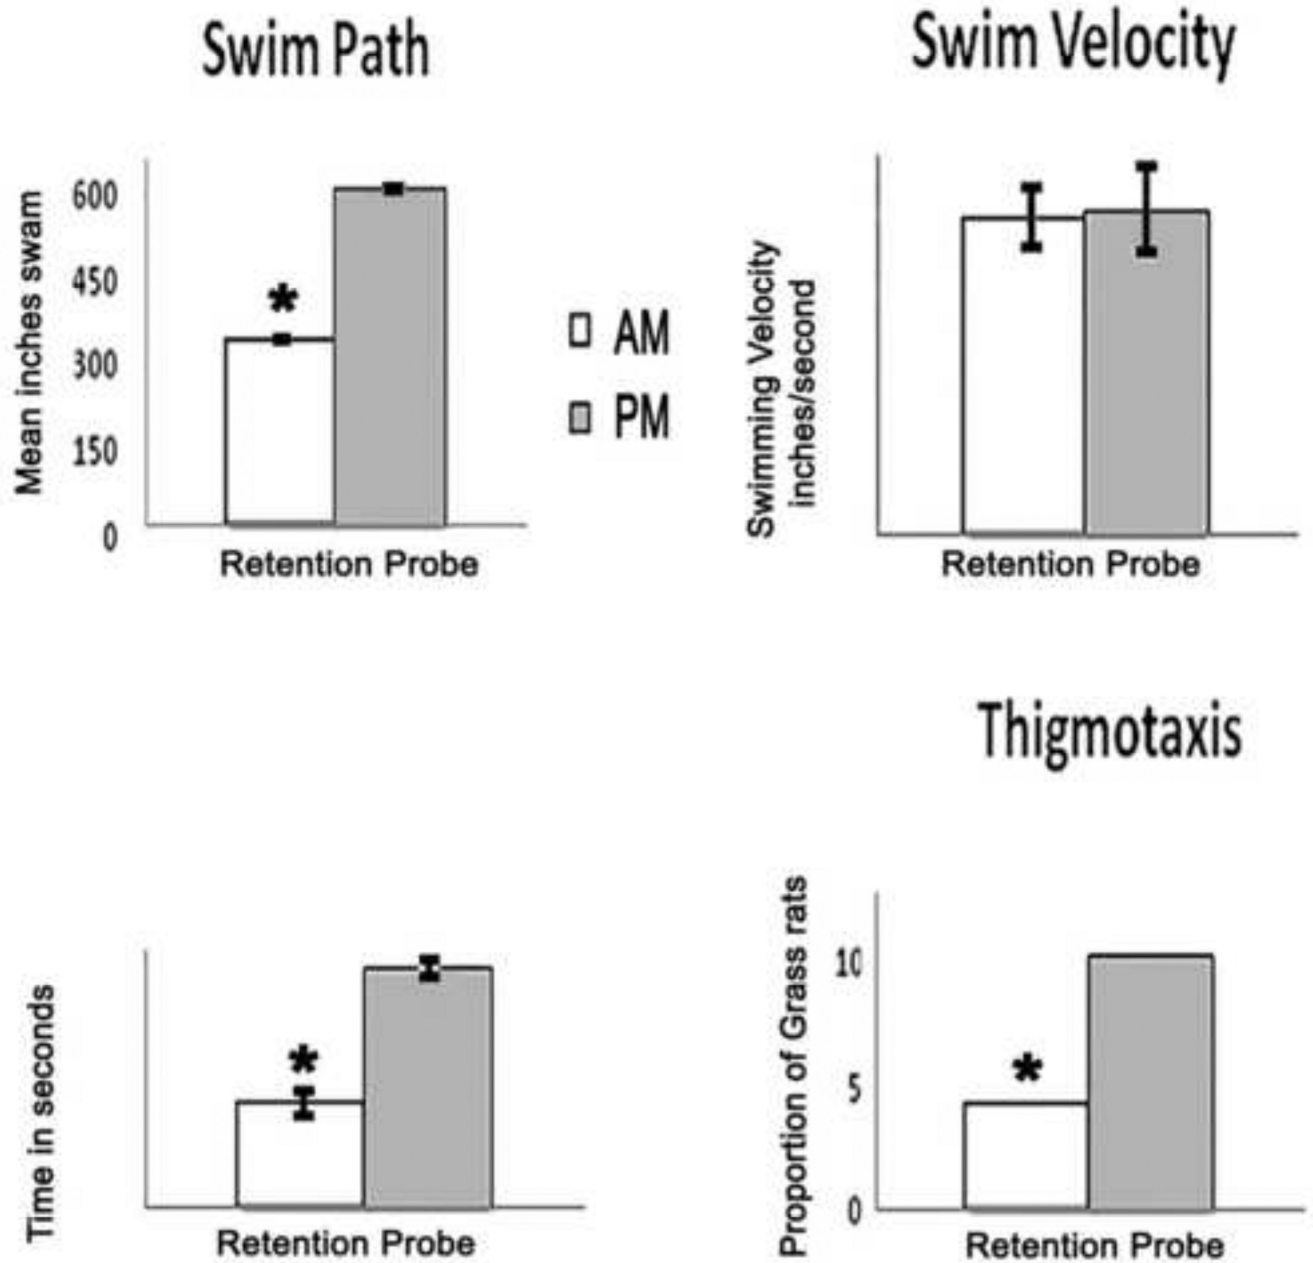 Swim Path
Mean inches swam
600
450
300
150
0
*
Retention Probe
AM
PM
Swim Velocity
Swimming Velocity
inches/second
Retention Probe
Time in seconds
*
Retention Probe
Thigmotaxis
Proportion of Grass rats
10
5
0
*
Retention Probe